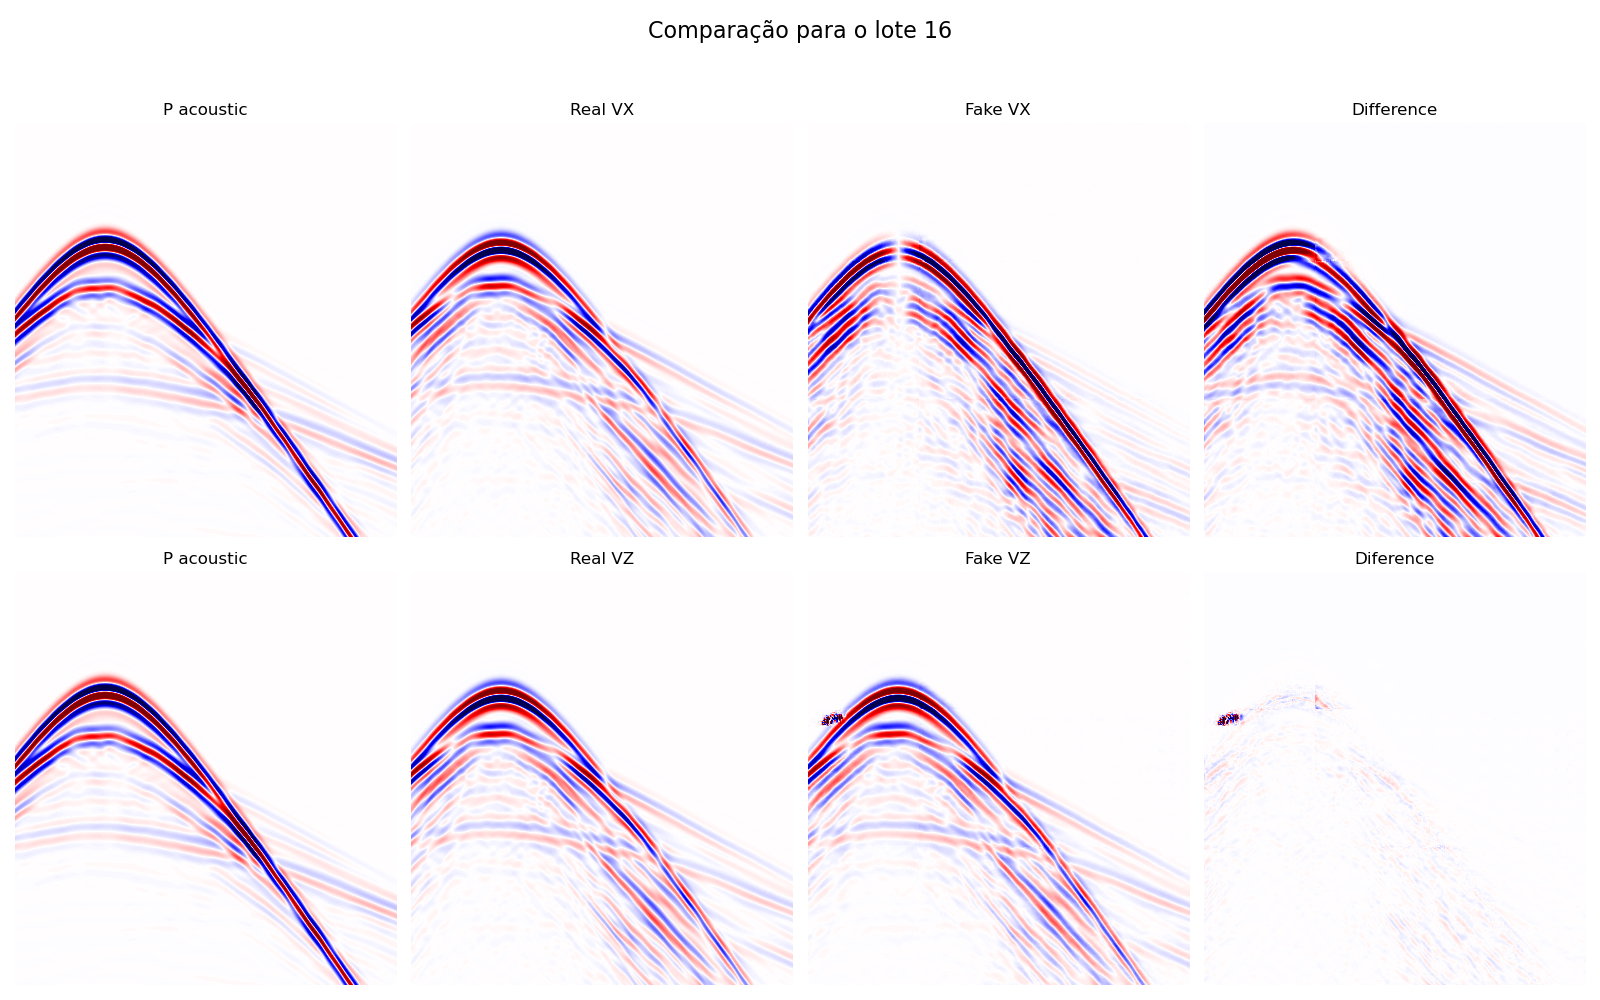 Comparação para o lote 16
P acoustic
Real VX
Fake VX
Difference
P acoustic
Real VZ
Fake VZ
Diference